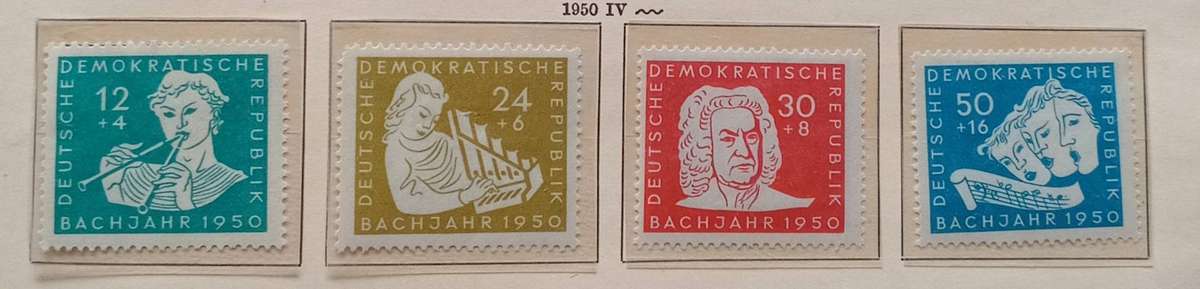 1950 IV
DEUTSCHE
DEMOKRATISCHE
REPUBLIK
12
+4
BACHJAHR 1950
DEUTSCHE
DEMOKRATISCHE
REPUBLIK
24
+6
BACHJAHR 1950
DEUTSCHE
DEMOKRATISCHE
REPUBLIK
30
+8
BACHJAHR 1950
DEUTSCHE
DEMOKRATISCHE
REPUBLIK
50
+16
BACHJAHR 1950